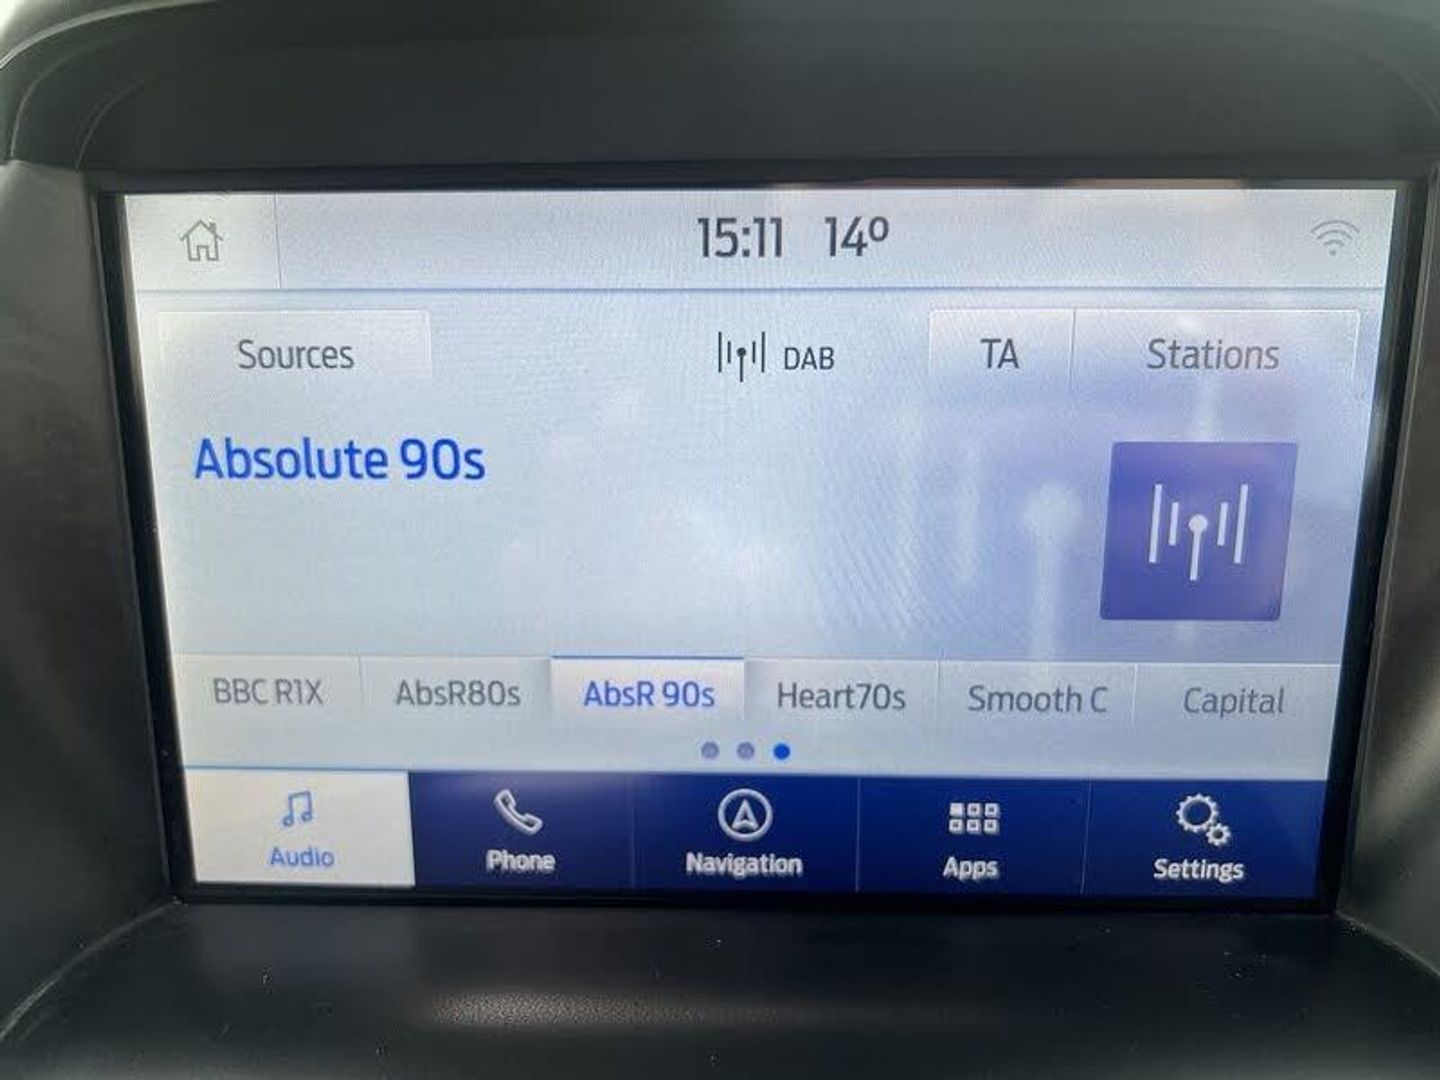 15:11 14º
Sources DAB TA Stations
Absolute 90s
BBC R1X AbsR80s AbsR 90s Heart70s Smooth C Capital
Audio Phone Navigation Apps Settings